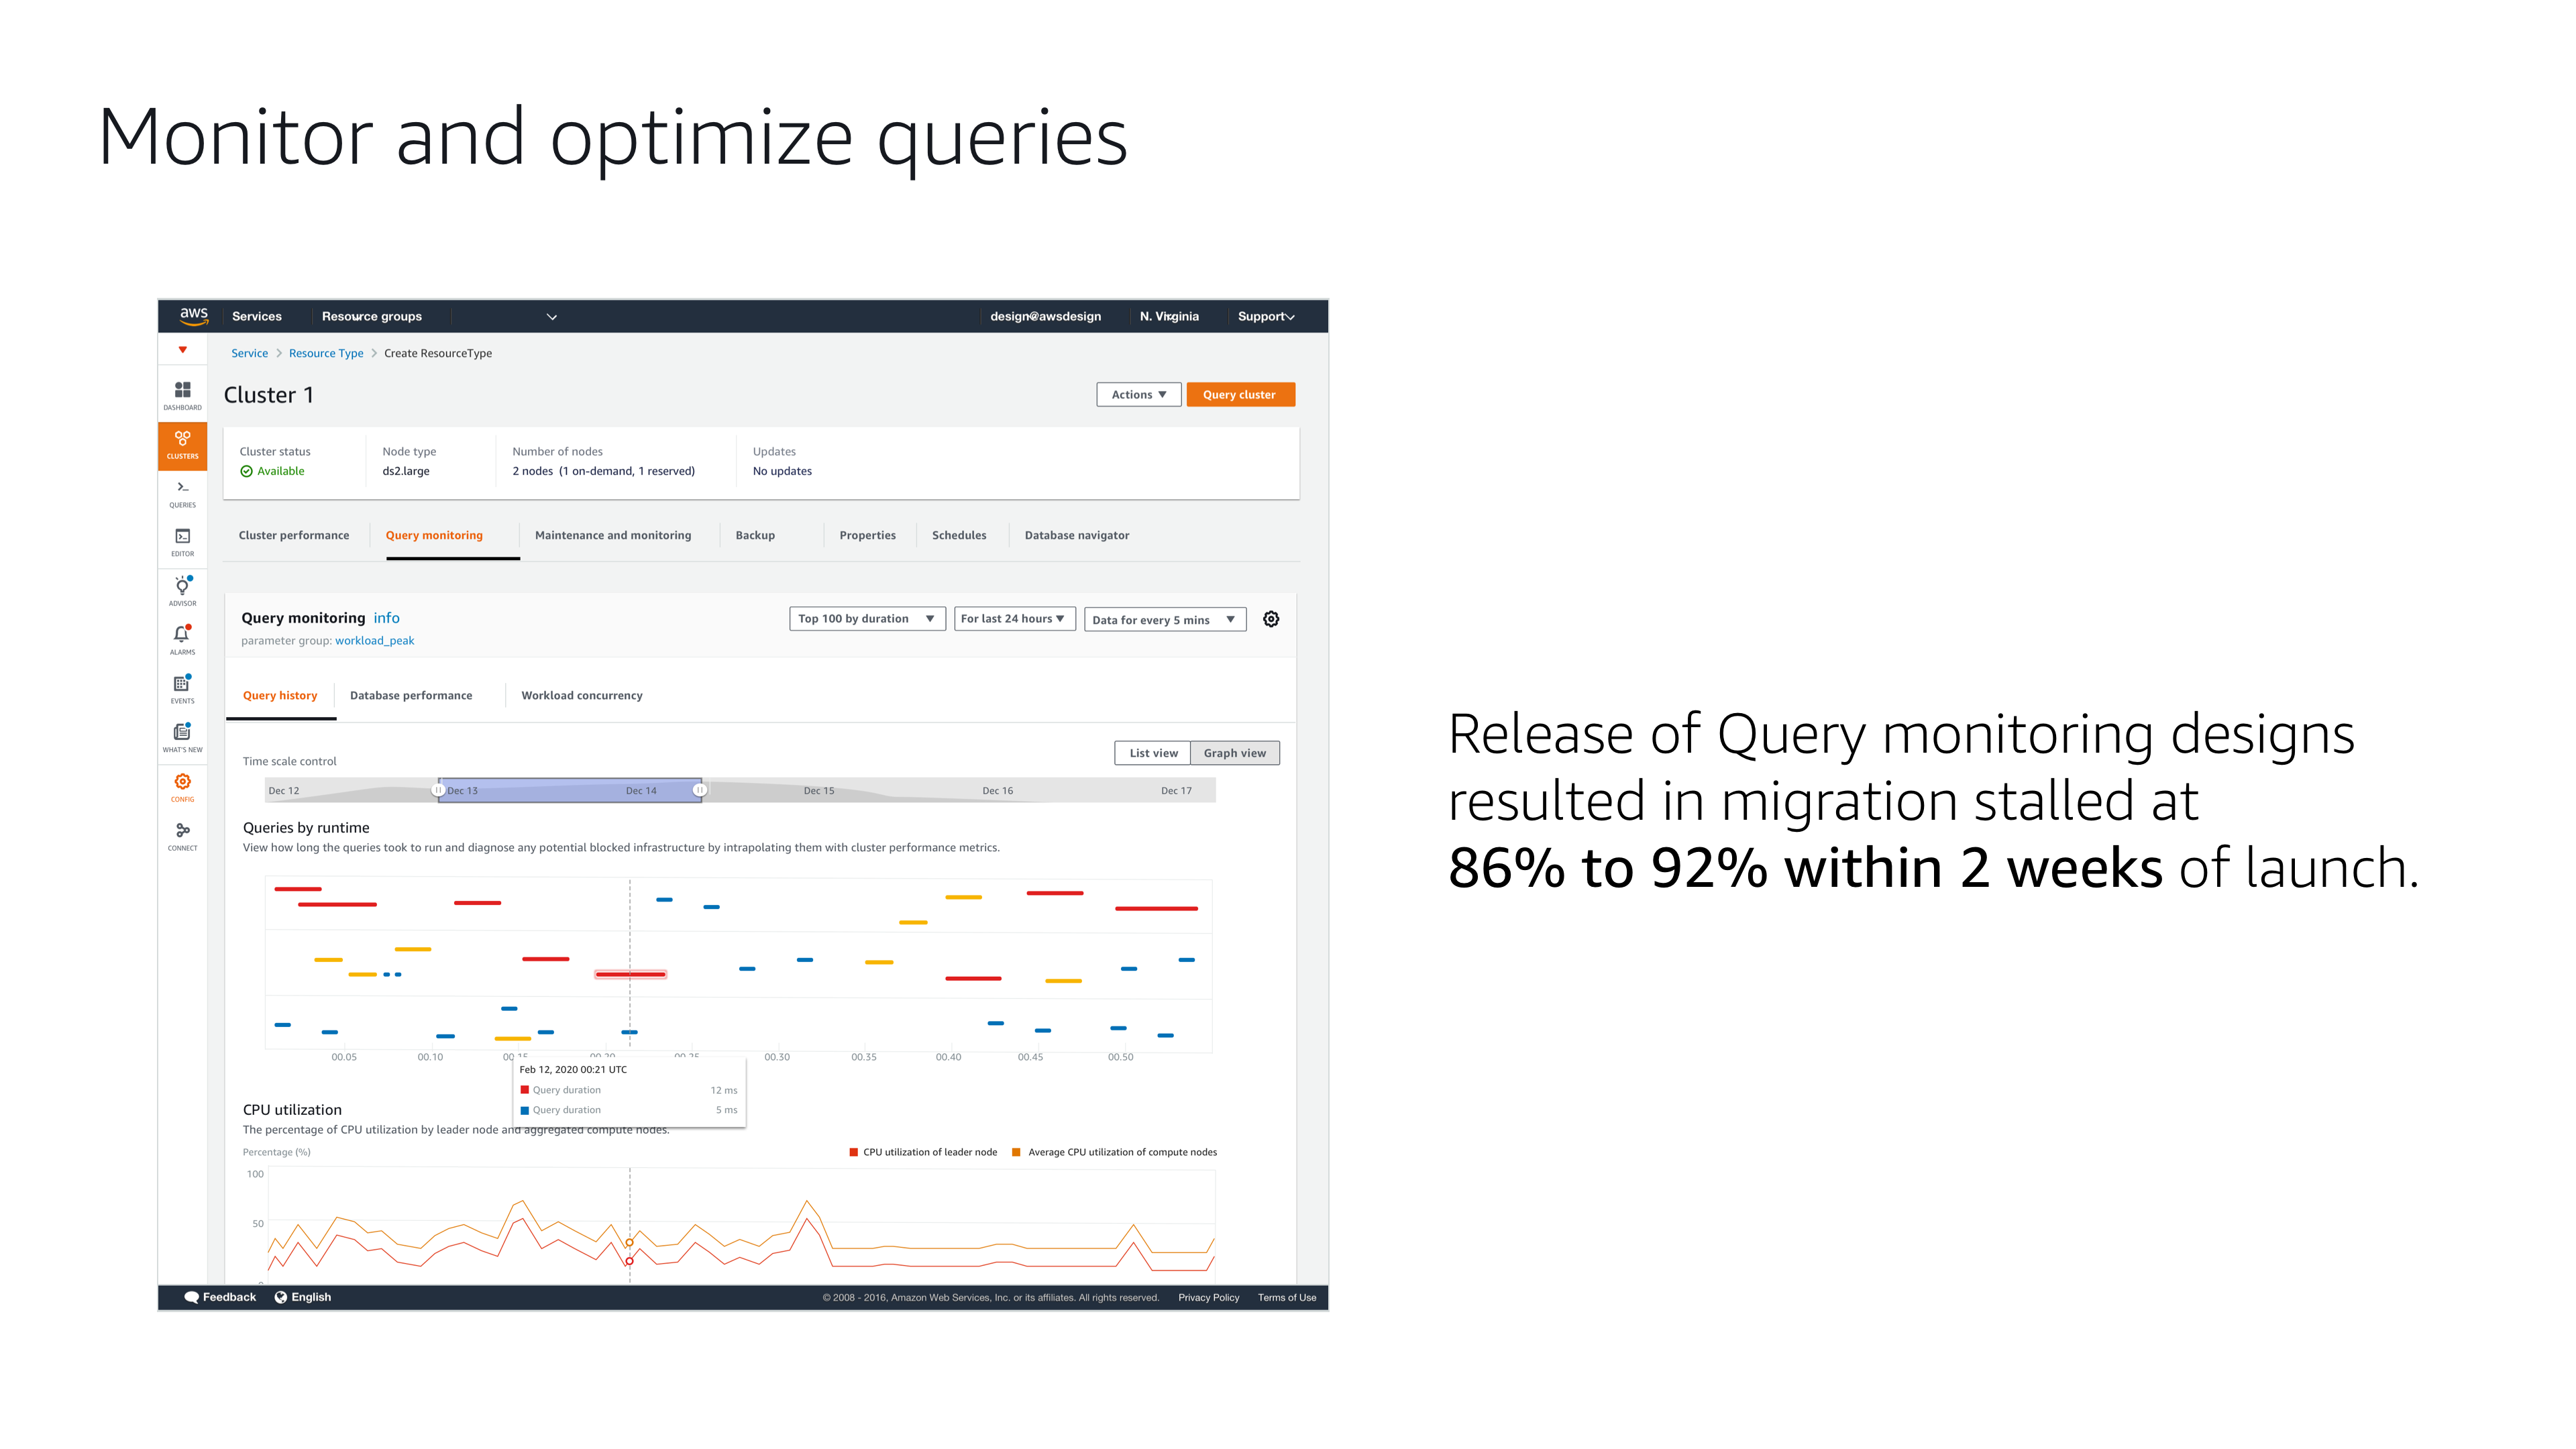 Monitor and optimize queries
aws Services Resource groups design@awsdesign N. Virginia Support
Service > Resource Type > Create ResourceType
Cluster 1 Actions Query cluster
Cluster status Node type Number of nodes Updates
Available ds2.large 2 nodes (1 on-demand, 1 reserved) No updates
Cluster performance Query monitoring Maintenance and monitoring Backup Properties Schedules Database navigator
DASHBOARD
CLUSTERS
QUERIES
EDITOR
ADVISOR
ALARMS
EVENTS
WHAT'S NEW
CONFIG
CONNECT
Query monitoring info Top 100 by duration For last 24 hours Data for every 5 mins
parameter group: workload_peak
Query history Database performance Workload concurrency
List view Graph view
Time scale control
Dec 12 Dec 13 Dec 14 Dec 15 Dec 16 Dec 17
Queries by runtime
View how long the queries took to run and diagnose any potential blocked infrastructure by intrapolating them with cluster performance metrics.
00.05 00.10 00.15 00.20 00.25 00.30 00.35 00.40 00.45 00.50
Feb 12, 2020 00:21 UTC
Query duration 12 ms
Query duration 5 ms
CPU utilization
The percentage of CPU utilization by leader node and aggregated compute nodes.
Percentage (%) CPU utilization of leader node Average CPU utilization of compute nodes
100
50
0
Feedback English © 2008 - 2016, Amazon Web Services, Inc. or its affiliates. All rights reserved. Privacy Policy Terms of Use
Release of Query monitoring designs
resulted in migration stalled at
86% to 92% within 2 weeks of launch.